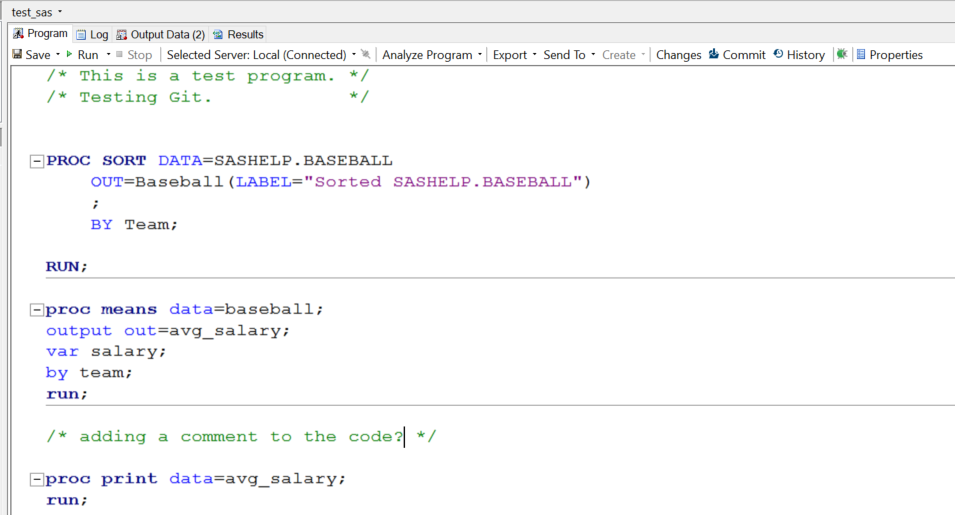 test_sas
Program Log Output Data (2) Results
Save Run Stop Selected Server: Local (Connected) Analyze Program Export Send To Create Changes Commit History Properties
/* This is a test program. */
/* Testing Git. */
PROC SORT DATA=SASHELP.BASEBALL
OUT=Baseball(LABEL="Sorted SASHELP.BASEBALL")
;
BY Team;
RUN;
proc means data=baseball;
output out=avg_salary;
var salary;
by team;
run;
/* adding a comment to the code? */
proc print data=avg_salary;
run;